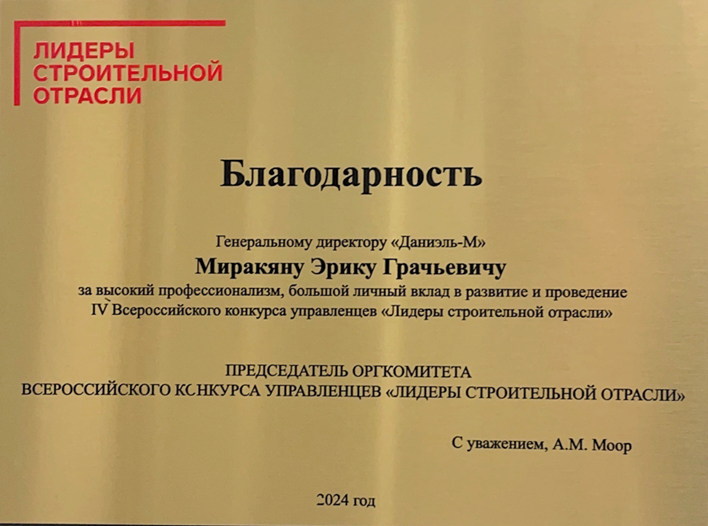 ЛИДЕРЫ
СТРОИТЕЛЬНОЙ
ОТРАСЛИ
Благодарность
Генеральному директору «Даниэль-М»
Миракяну Эрику Грачьевичу
за высокий профессионализм, большой личный вклад в развитие и проведение
IV Всероссийского конкурса управленцев «Лидеры строительной отрасли»
ПРЕДСЕДАТЕЛЬ ОРГКОМИТЕТА
ВСЕРОССИЙСКОГО КОНКУРСА УПРАВЛЕНЦЕВ «ЛИДЕРЫ СТРОИТЕЛЬНОЙ ОТРАСЛИ»
С уважением, А.М. Моор
2024 год